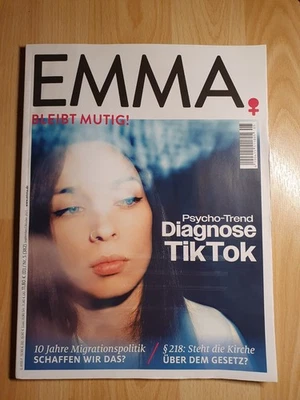 EMMA
BLEIBT MUTIG!
Psycho-Trend
Diagnose
TikTok
10 Jahre Migrationspolitik / § 218: Steht die Kirche
SCHAFFEN WIR DAS? ÜBER DEM GESETZ?